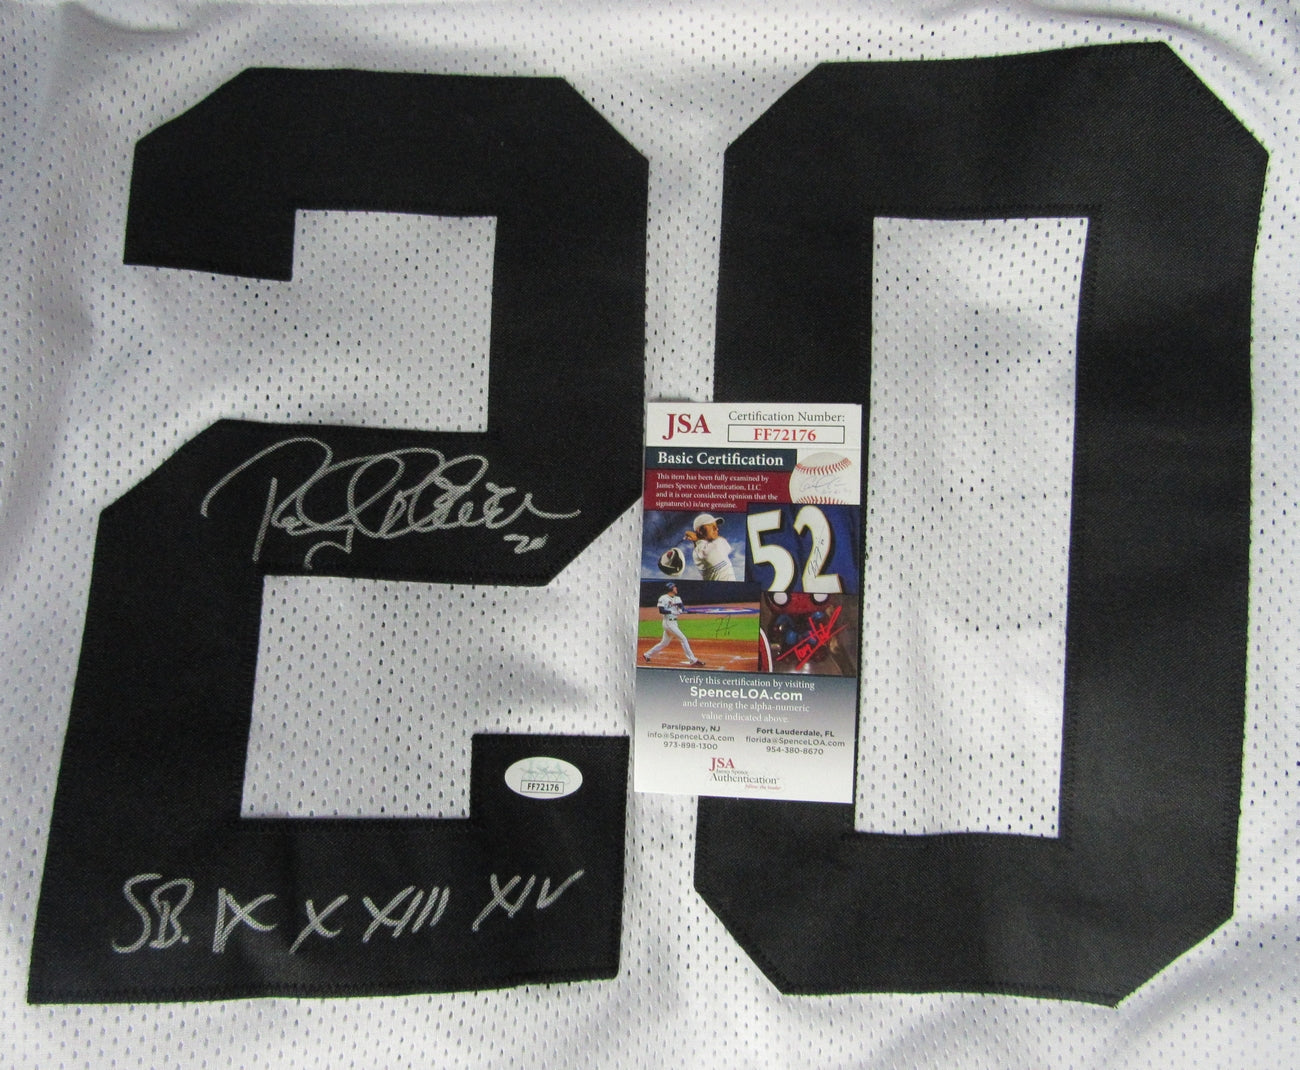 20
Rocky Bleier
20
JSA Certification Number:
FF72176
Basic Certification
This item has been fully examined by
James Spence Authentication, LLC
and it is our considered opinion that the
signature(s) is/are genuine.
52
Verify this certification by visiting
SpenceLOA.com
and entering the alpha-numeric
value indicated above.
Parsippany, NJ
info@SpenceLOA.com
973-898-1300
Fort Lauderdale, FL
florida@SpenceLOA.com
954-380-8670
JSA
James Spence
Authentication
FF72176
SB. IX X XIII XIV